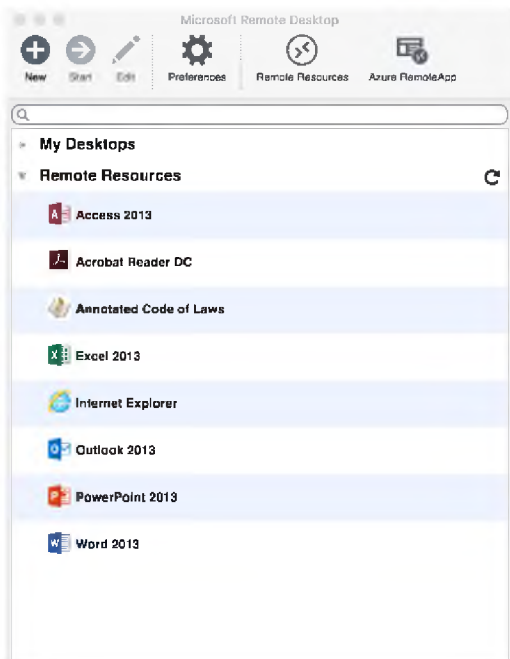 Microsoft Remote Desktop
New Start Edit Preferences Remote Resources Azure RemoteApp
My Desktops
Remote Resources
Access 2013
Acrobat Reader DC
Annotated Code of Laws
Excel 2013
Internet Explorer
Outlook 2013
PowerPoint 2013
Word 2013